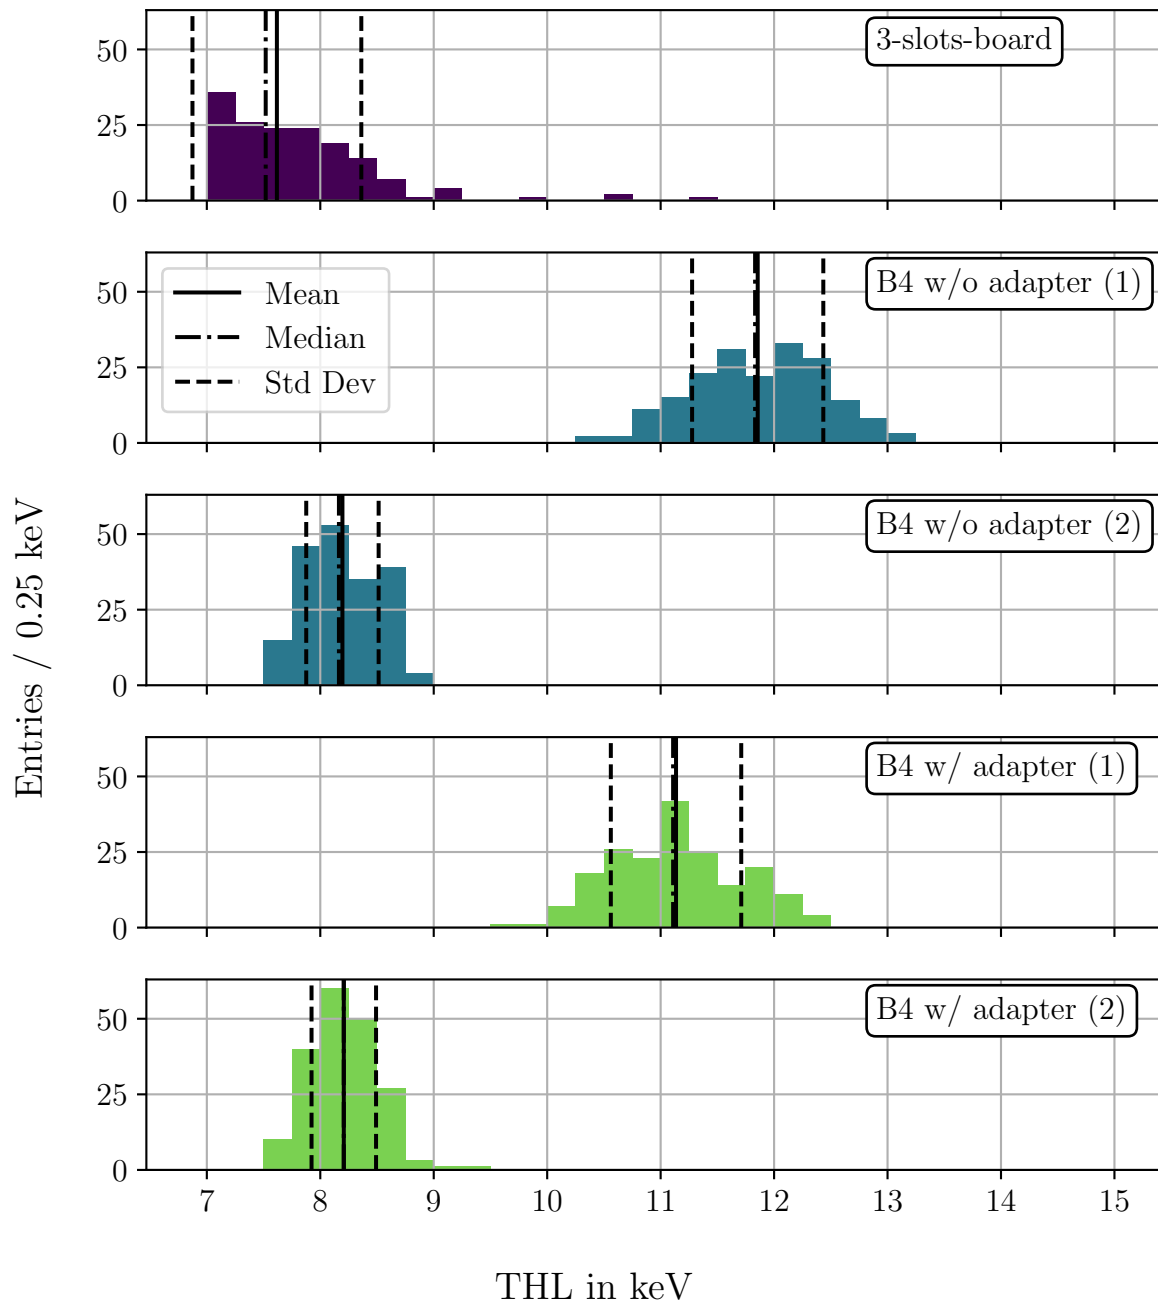 50
25
0
3-slots-board
50
25
0
Mean
Median
Std Dev
B4 w/o adapter (1)
50
25
0
B4 w/o adapter (2)
50
25
0
B4 w/ adapter (1)
50
25
0
B4 w/ adapter (2)
7 8 9 10 11 12 13 14 15
THL in keV
Entries / 0.25 keV